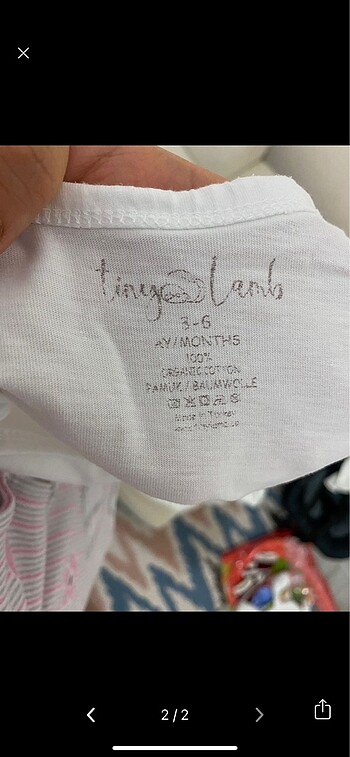 tiny lamb
3-6
AY/MONTHS
100%
ORGANIC COTTON
PAMUK/BAUMWOLLE
Made in Turkey
2/2